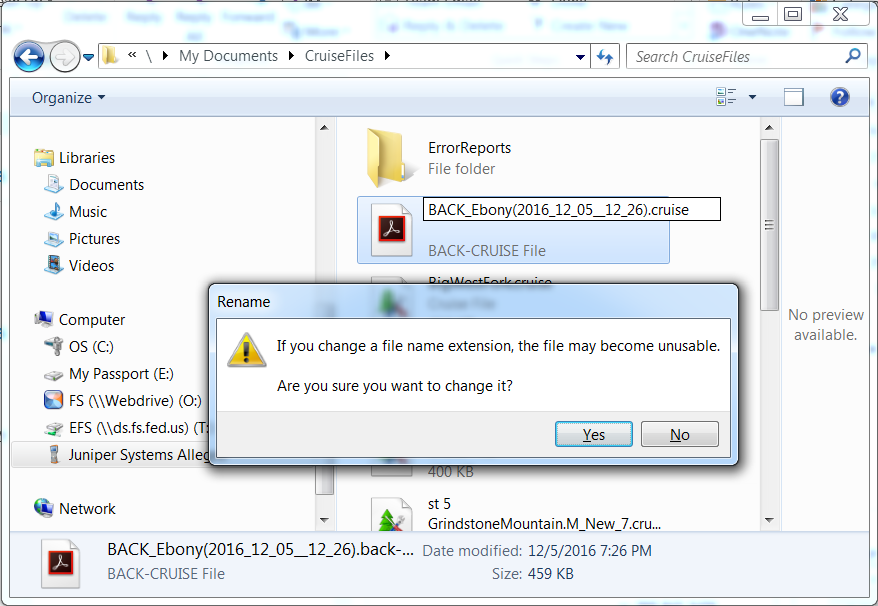 « \ ▸ My Documents ▸ CruiseFiles ▸
Search CruiseFiles
Organize
Libraries
Documents
Music
Pictures
Videos
Computer
OS (C:)
My Passport (E:)
FS (\\Webdrive) (O:)
EFS (\\ds.fs.fed.us) (T:
Juniper Systems Alleg
Network
ErrorReports
File folder
BACK_Ebony(2016_12_05__12_26).cruise
BACK-CRUISE File
BigWestFork.cruise
Cruise File
Rename
If you change a file name extension, the file may become unusable.
Are you sure you want to change it?
Yes
No
400 KB
st 5
GrindstoneMountain.M_New_7.cru...
No preview
available.
BACK_Ebony(2016_12_05__12_26).back-...
Date modified: 12/5/2016 7:26 PM
BACK-CRUISE File
Size: 459 KB